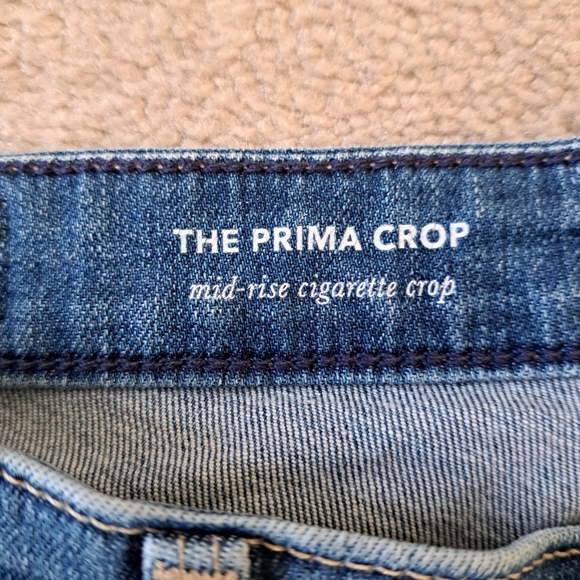 THE PRIMA CROP
mid-rise cigarette crop